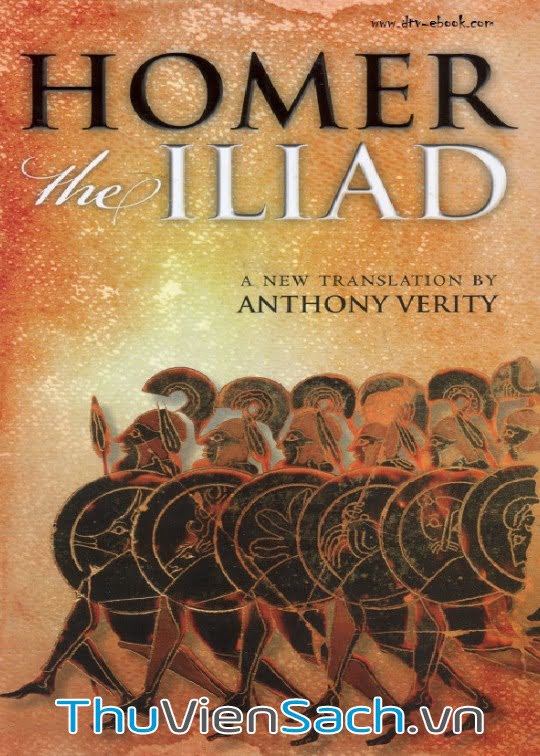 www.dtv-ebook.com
HOMER
the ILIAD
A NEW TRANSLATION BY
ANTHONY VERITY
ThuVienSach.vn